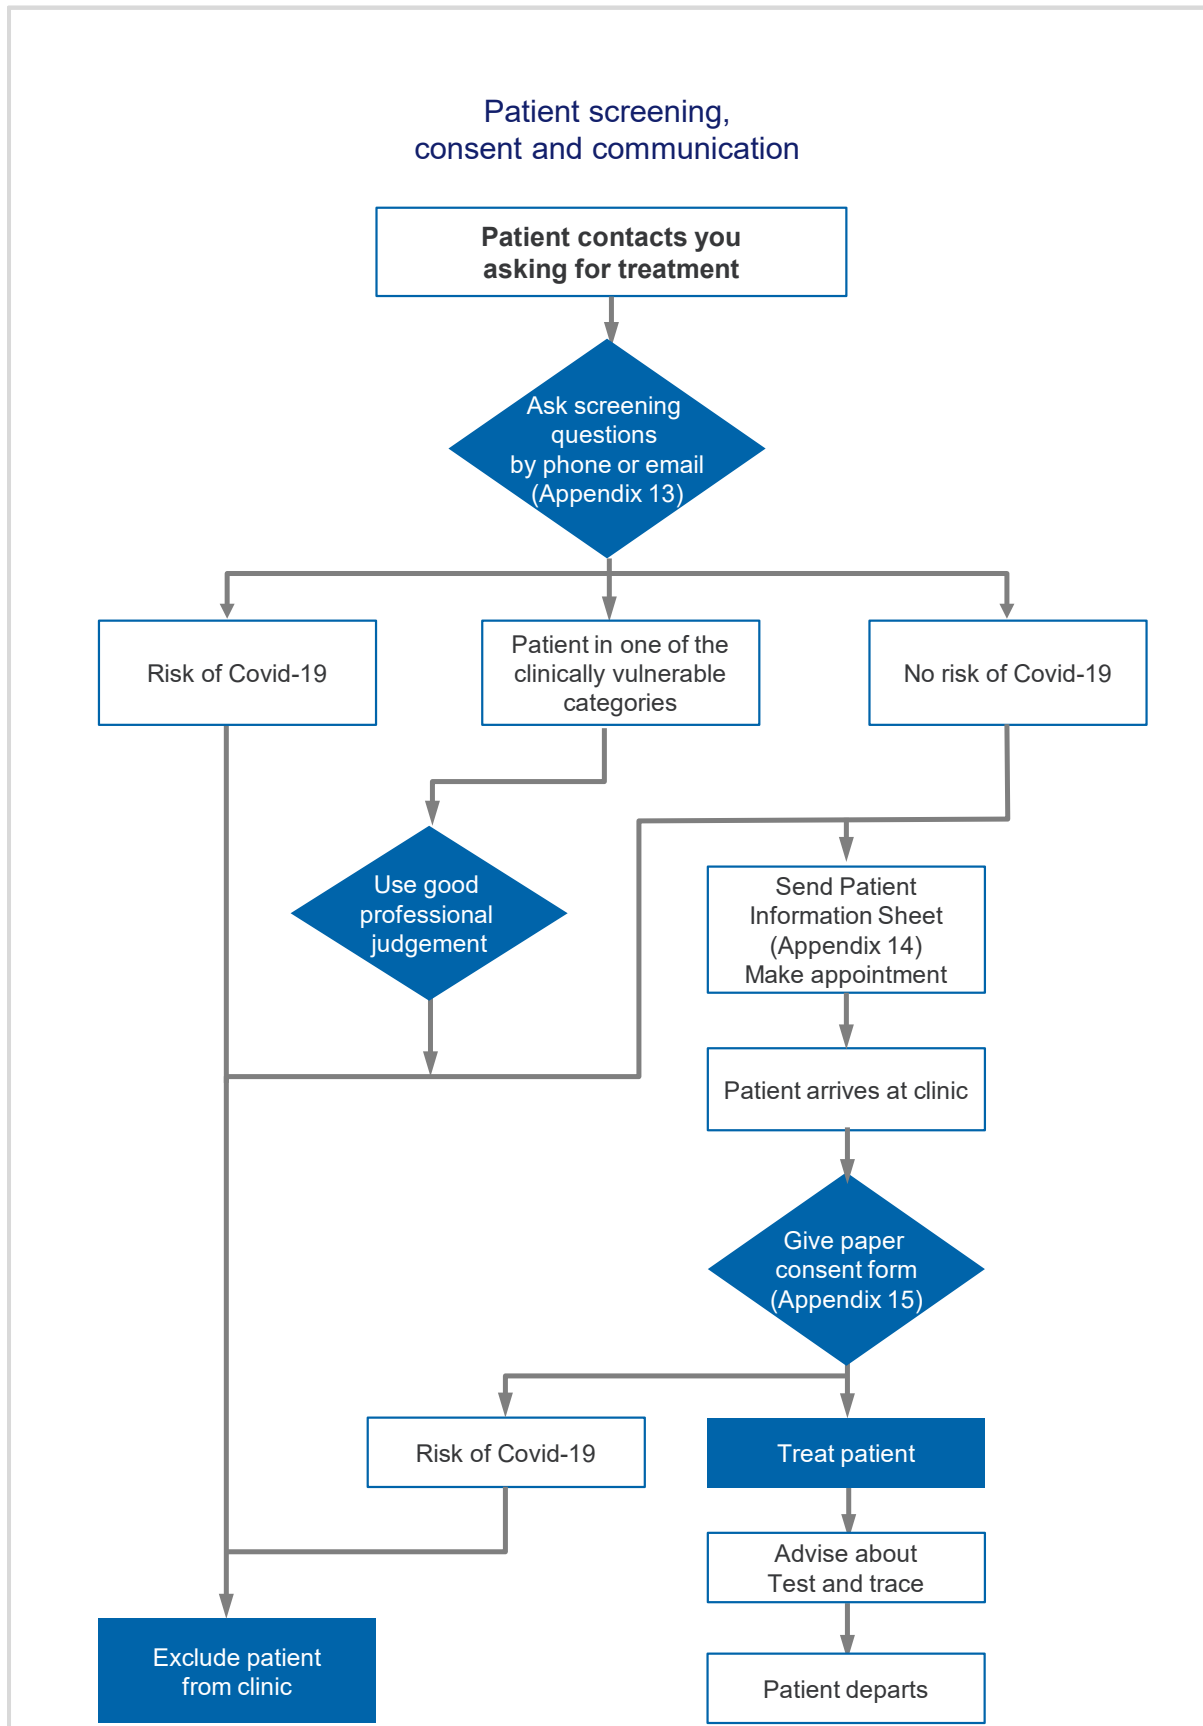 Patient screening,
consent and communication
Patient contacts you
asking for treatment
Ask screening
questions
by phone or email
(Appendix 13)
Risk of Covid-19
Patient in one of the
clinically vulnerable
categories
No risk of Covid-19
Use good
professional
judgement
Send Patient
Information Sheet
(Appendix 14)
Make appointment
Patient arrives at clinic
Give paper
consent form
(Appendix 15)
Risk of Covid-19
Treat patient
Advise about
Test and trace
Exclude patient
from clinic
Patient departs